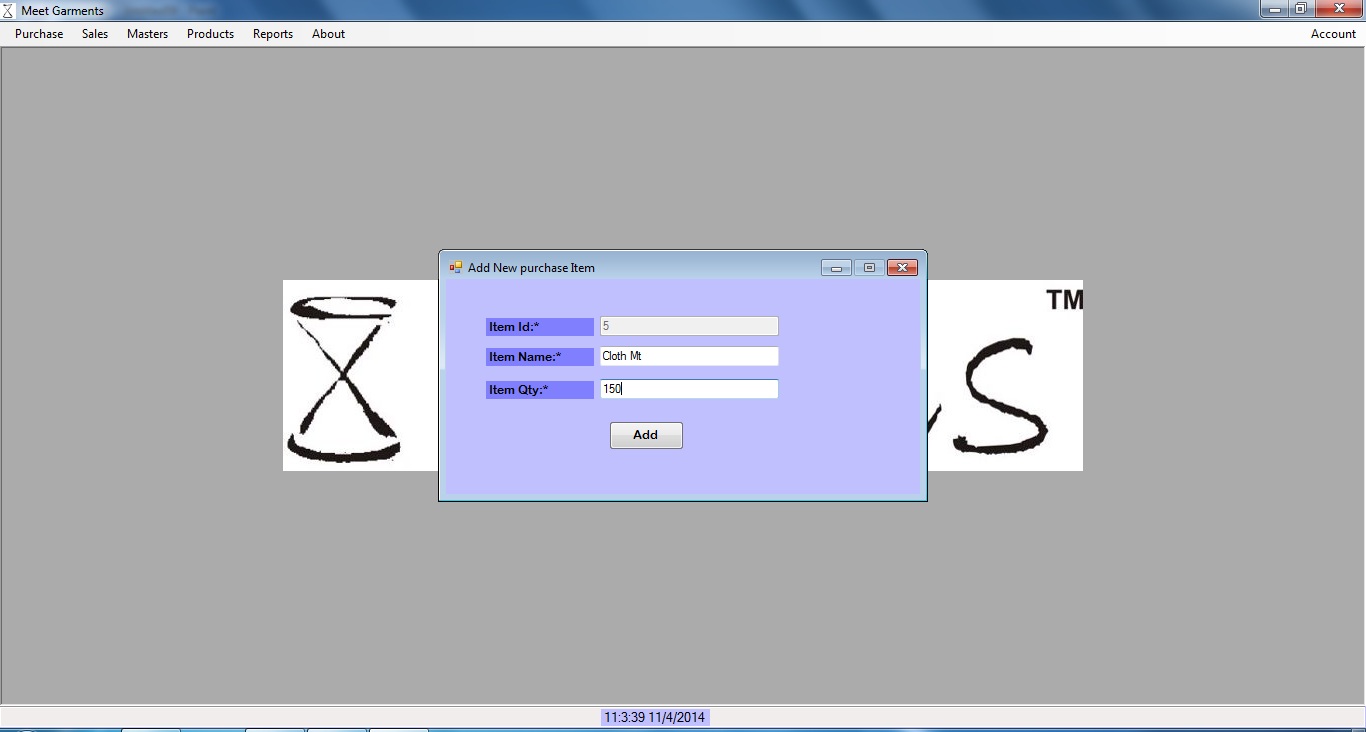 Meet Garments
Purchase Sales Masters Products Reports About Account
TM
Add New purchase Item
Item Id:* 5
Item Name:* Cloth Mt
Item Qty:* 150
Add
S
11:3:39 11/4/2014